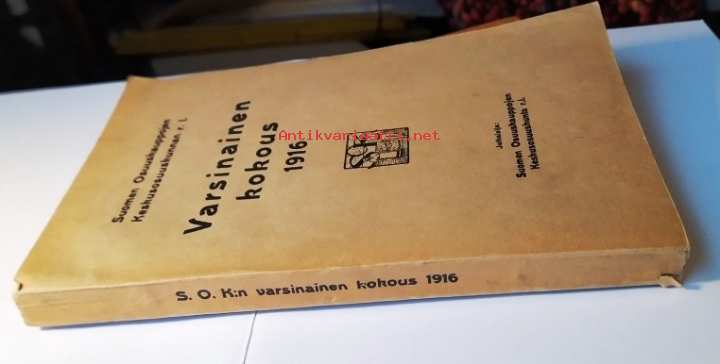 Suomen Osuuskauppojen
Keskusosuuskunnan r. l.
Varsinainen
kokous
1916
Julkaisija:
Suomen Osuuskauppojen
Keskusosuuskunta r. l.
S. O. K:n varsinainen kokous 1916
Antikvariaatti.net